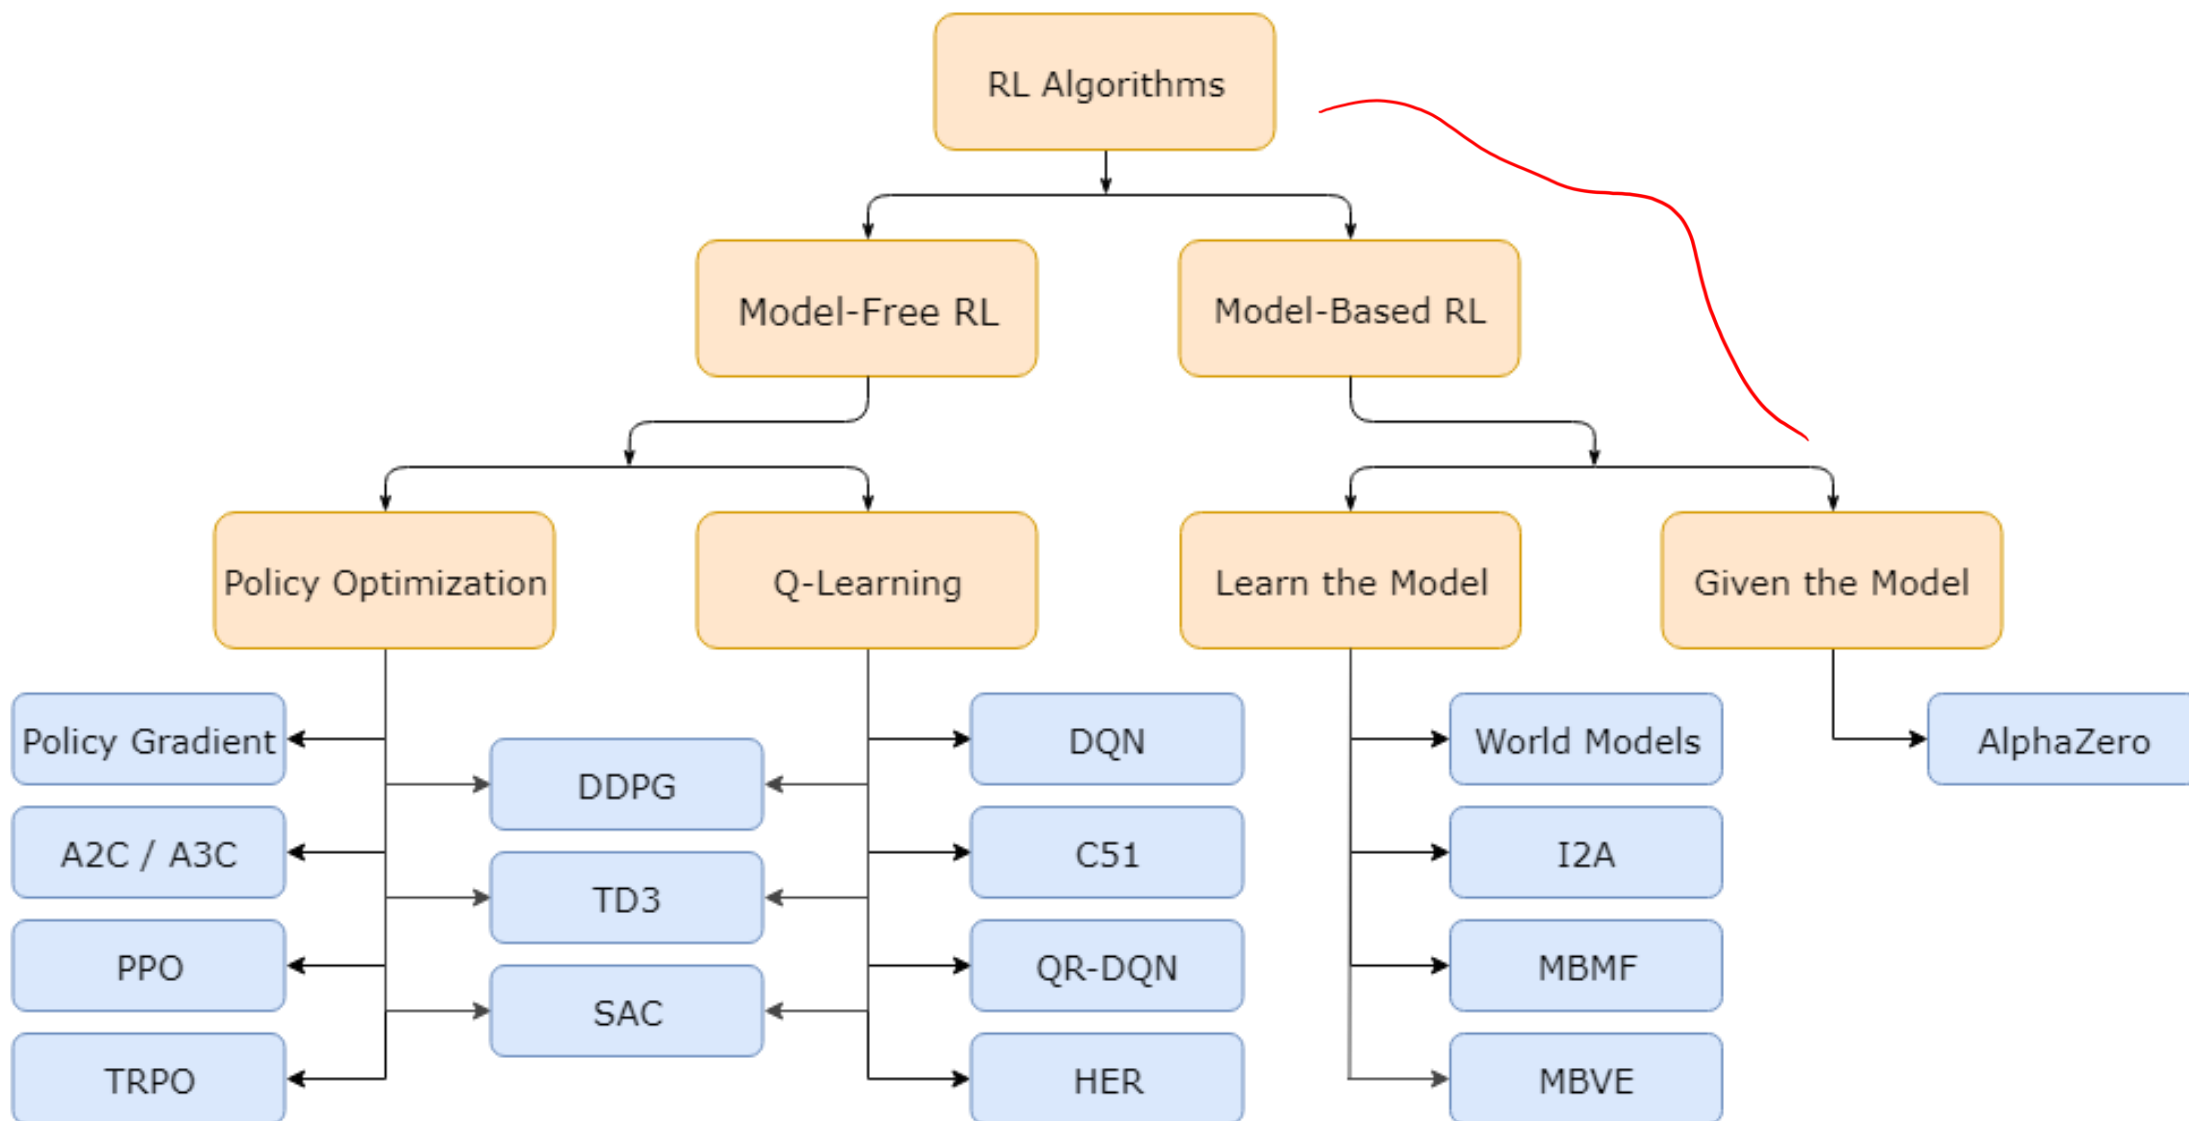 RL Algorithms
Model-Free RL
Model-Based RL
Policy Optimization
Q-Learning
Learn the Model
Given the Model
Policy Gradient
A2C / A3C
PPO
TRPO
DDPG
TD3
SAC
DQN
C51
QR-DQN
HER
World Models
I2A
MBMF
MBVE
AlphaZero